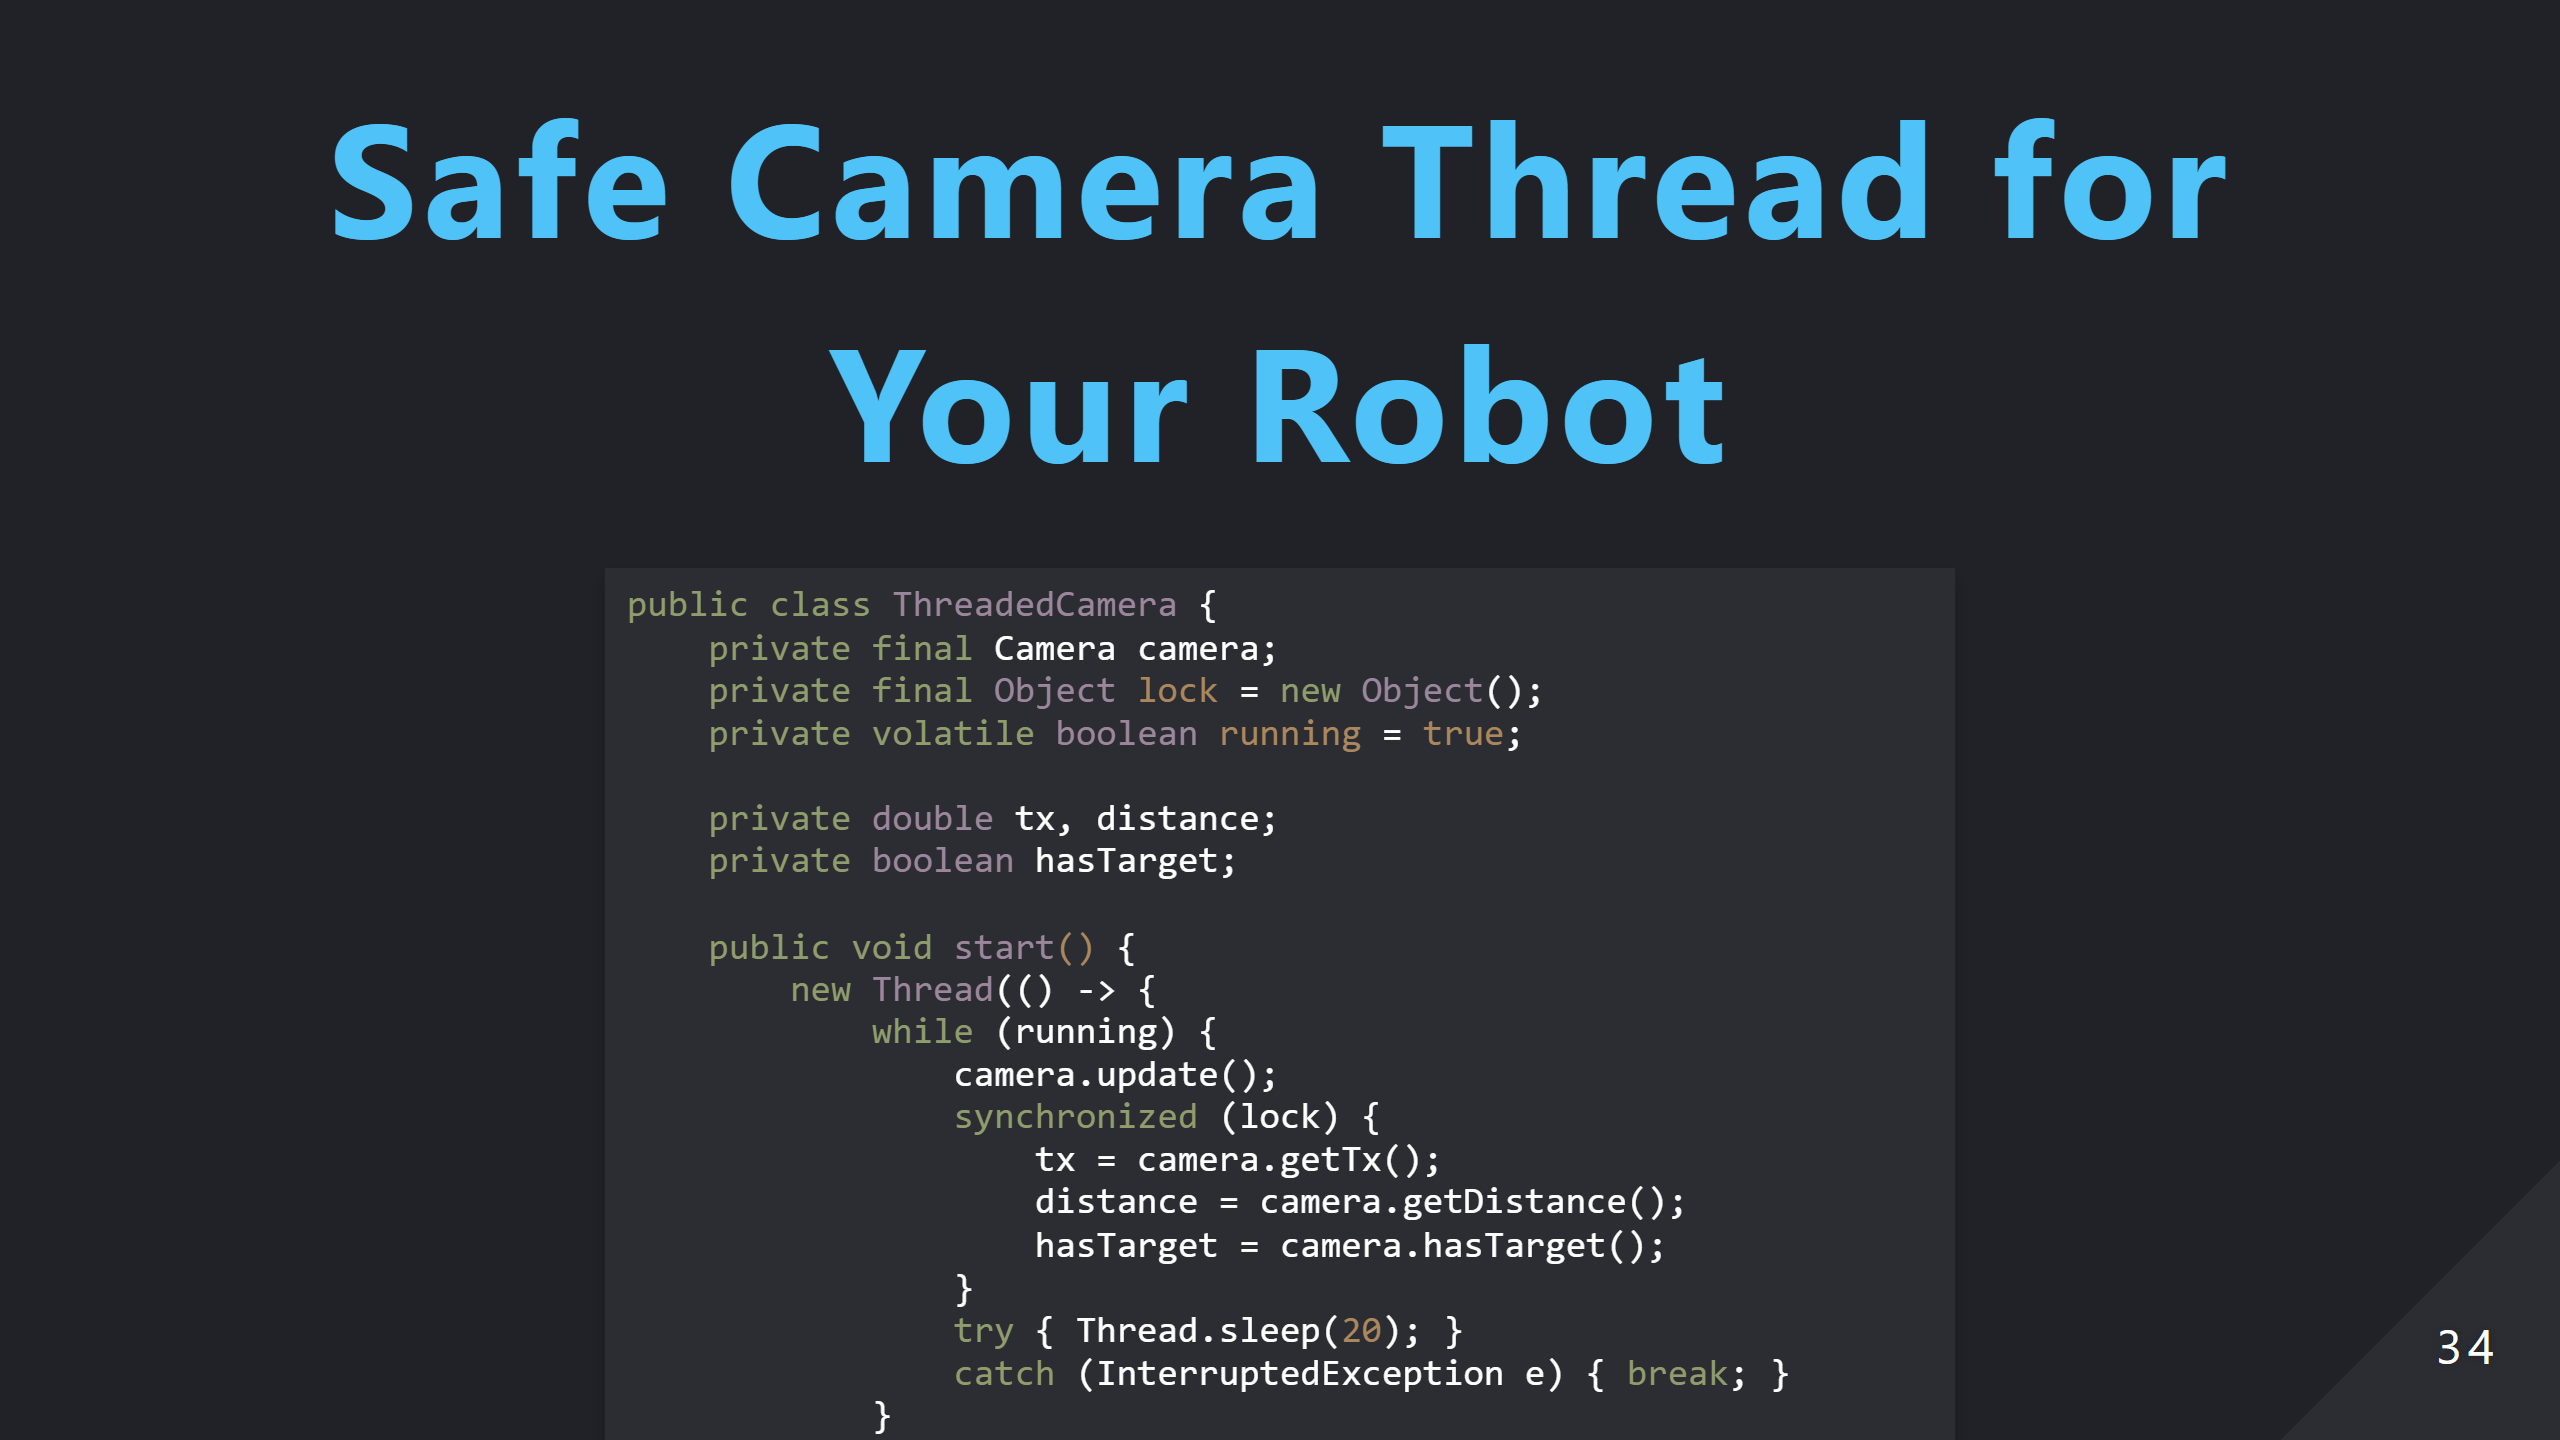 Safe Camera Thread for
Your Robot
public class ThreadedCamera {
    private final Camera camera;
    private final Object lock = new Object();
    private volatile boolean running = true;

    private double tx, distance;
    private boolean hasTarget;

    public void start() {
        new Thread(() -> {
            while (running) {
                camera.update();
                synchronized (lock) {
                    tx = camera.getTx();
                    distance = camera.getDistance();
                    hasTarget = camera.hasTarget();
                }
                try { Thread.sleep(20); }
                catch (InterruptedException e) { break; }
            }
34